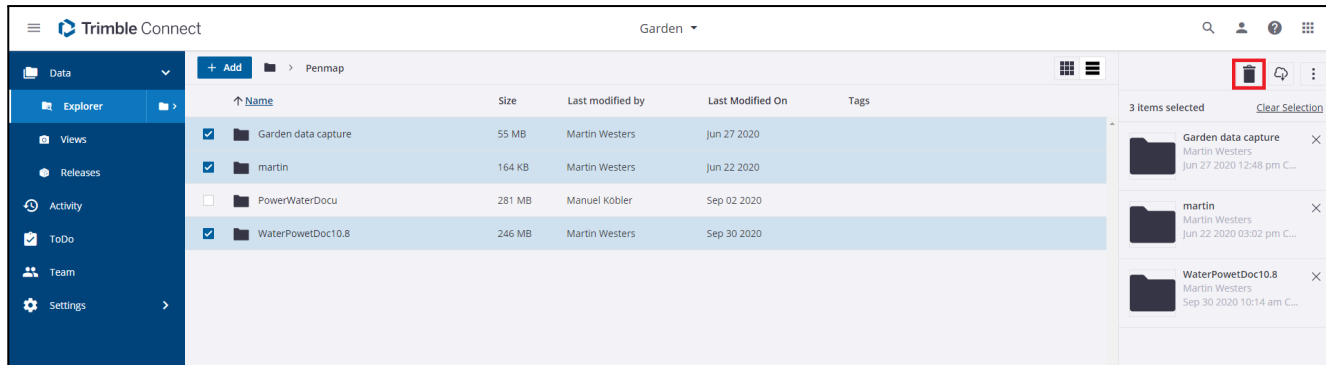 Trimble Connect
Garden
Data
+ Add > Penmap
Explorer
Views
Releases
Activity
ToDo
Team
Settings
Name Size Last modified by Last Modified On Tags
Garden data capture 55 MB Martin Westers Jun 27 2020
martin 164 KB Martin Westers Jun 22 2020
PowerWaterDocu 281 MB Manuel Köbler Sep 02 2020
WaterPowetDoc10.8 246 MB Martin Westers Sep 30 2020
3 items selected Clear Selection
Garden data capture
Martin Westers
Jun 27 2020 12:48 pm C...
martin
Martin Westers
Jun 22 2020 03:02 pm C...
WaterPowetDoc10.8
Martin Westers
Sep 30 2020 10:14 am C...